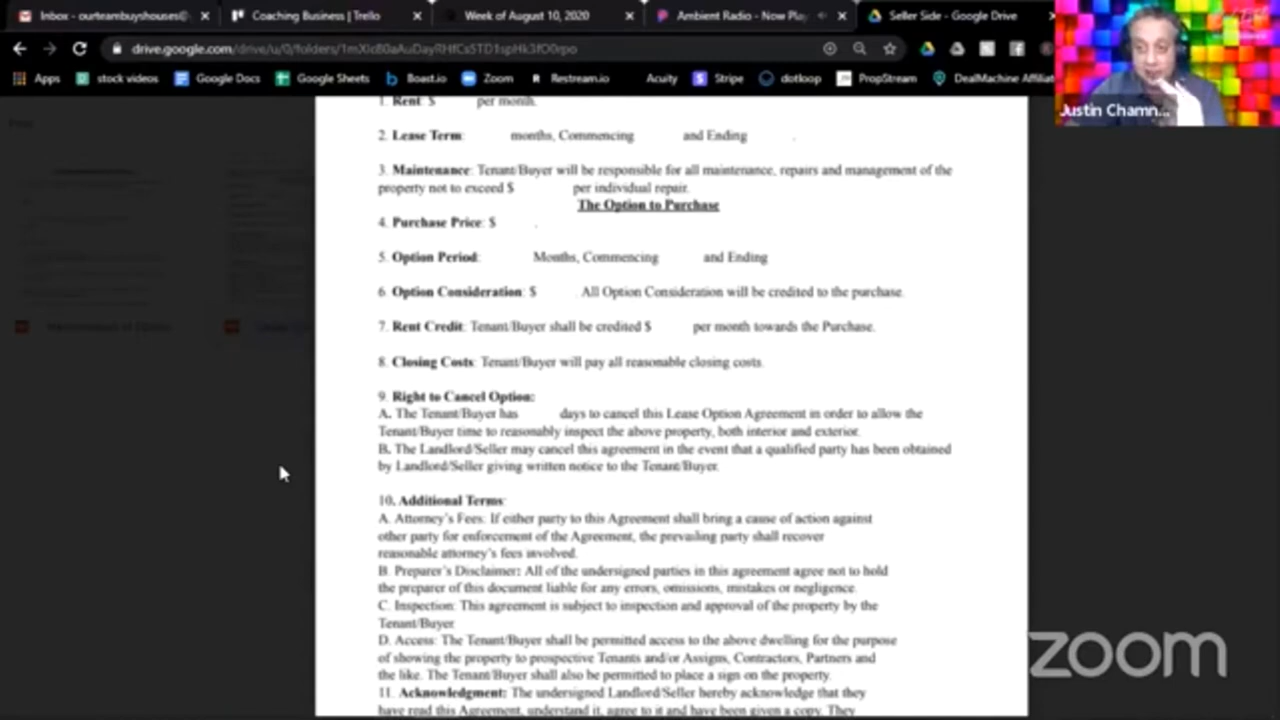 Inbox - ourteambuyshouses@
Coaching Business | Trello
Week of August 10, 2020
Ambient Radio - Now Pla
Seller Side - Google Drive
Justin Chamn...
drive.google.com/drive/u/0/folders/
Apps
stock videos
Google Docs
Google Sheets
Boast.io
Zoom
Restream.io
Acuity
Stripe
dotloop
PropStream
DealMachine Affiliat
1. Rent: $ per month.
2. Lease Term: months, Commencing and Ending .
3. Maintenance: Tenant/Buyer will be responsible for all maintenance, repairs and management of the
property not to exceed $ per individual repair.
The Option to Purchase
4. Purchase Price: $ .
5. Option Period: Months, Commencing and Ending
6. Option Consideration: $ . All Option Consideration will be credited to the purchase.
7. Rent Credit: Tenant/Buyer shall be credited $ per month towards the Purchase.
8. Closing Costs: Tenant/Buyer will pay all reasonable closing costs.
9. Right to Cancel Option:
A. The Tenant/Buyer has days to cancel this Lease Option Agreement in order to allow the
Tenant/Buyer time to reasonably inspect the above property, both interior and exterior.
B. The Landlord/Seller may cancel this agreement in the event that a qualified party has been obtained
by Landlord/Seller giving written notice to the Tenant/Buyer.
10. Additional Terms:
A. Attorney's Fees: If either party to this Agreement shall bring a cause of action against
other party for enforcement of the Agreement, the prevailing party shall recover
reasonable attorney's fees involved.
B. Preparer's Disclaimer: All of the undersigned parties in this agreement agree not to hold
the preparer of this document liable for any errors, omissions, mistakes or negligence.
C. Inspection: This agreement is subject to inspection and approval of the property by the
Tenant/Buyer.
D. Access: The Tenant/Buyer shall be permitted access to the above dwelling for the purpose
of showing the property to prospective Tenants and/or Assigns, Contractors, Partners and
the like. The Tenant/Buyer shall also be permitted to place a sign on the property.
11. Acknowledgment: The undersigned Landlord/Seller hereby acknowledge that they
have read this Agreement, understand it, agree to it and have been given a copy. They
zoom